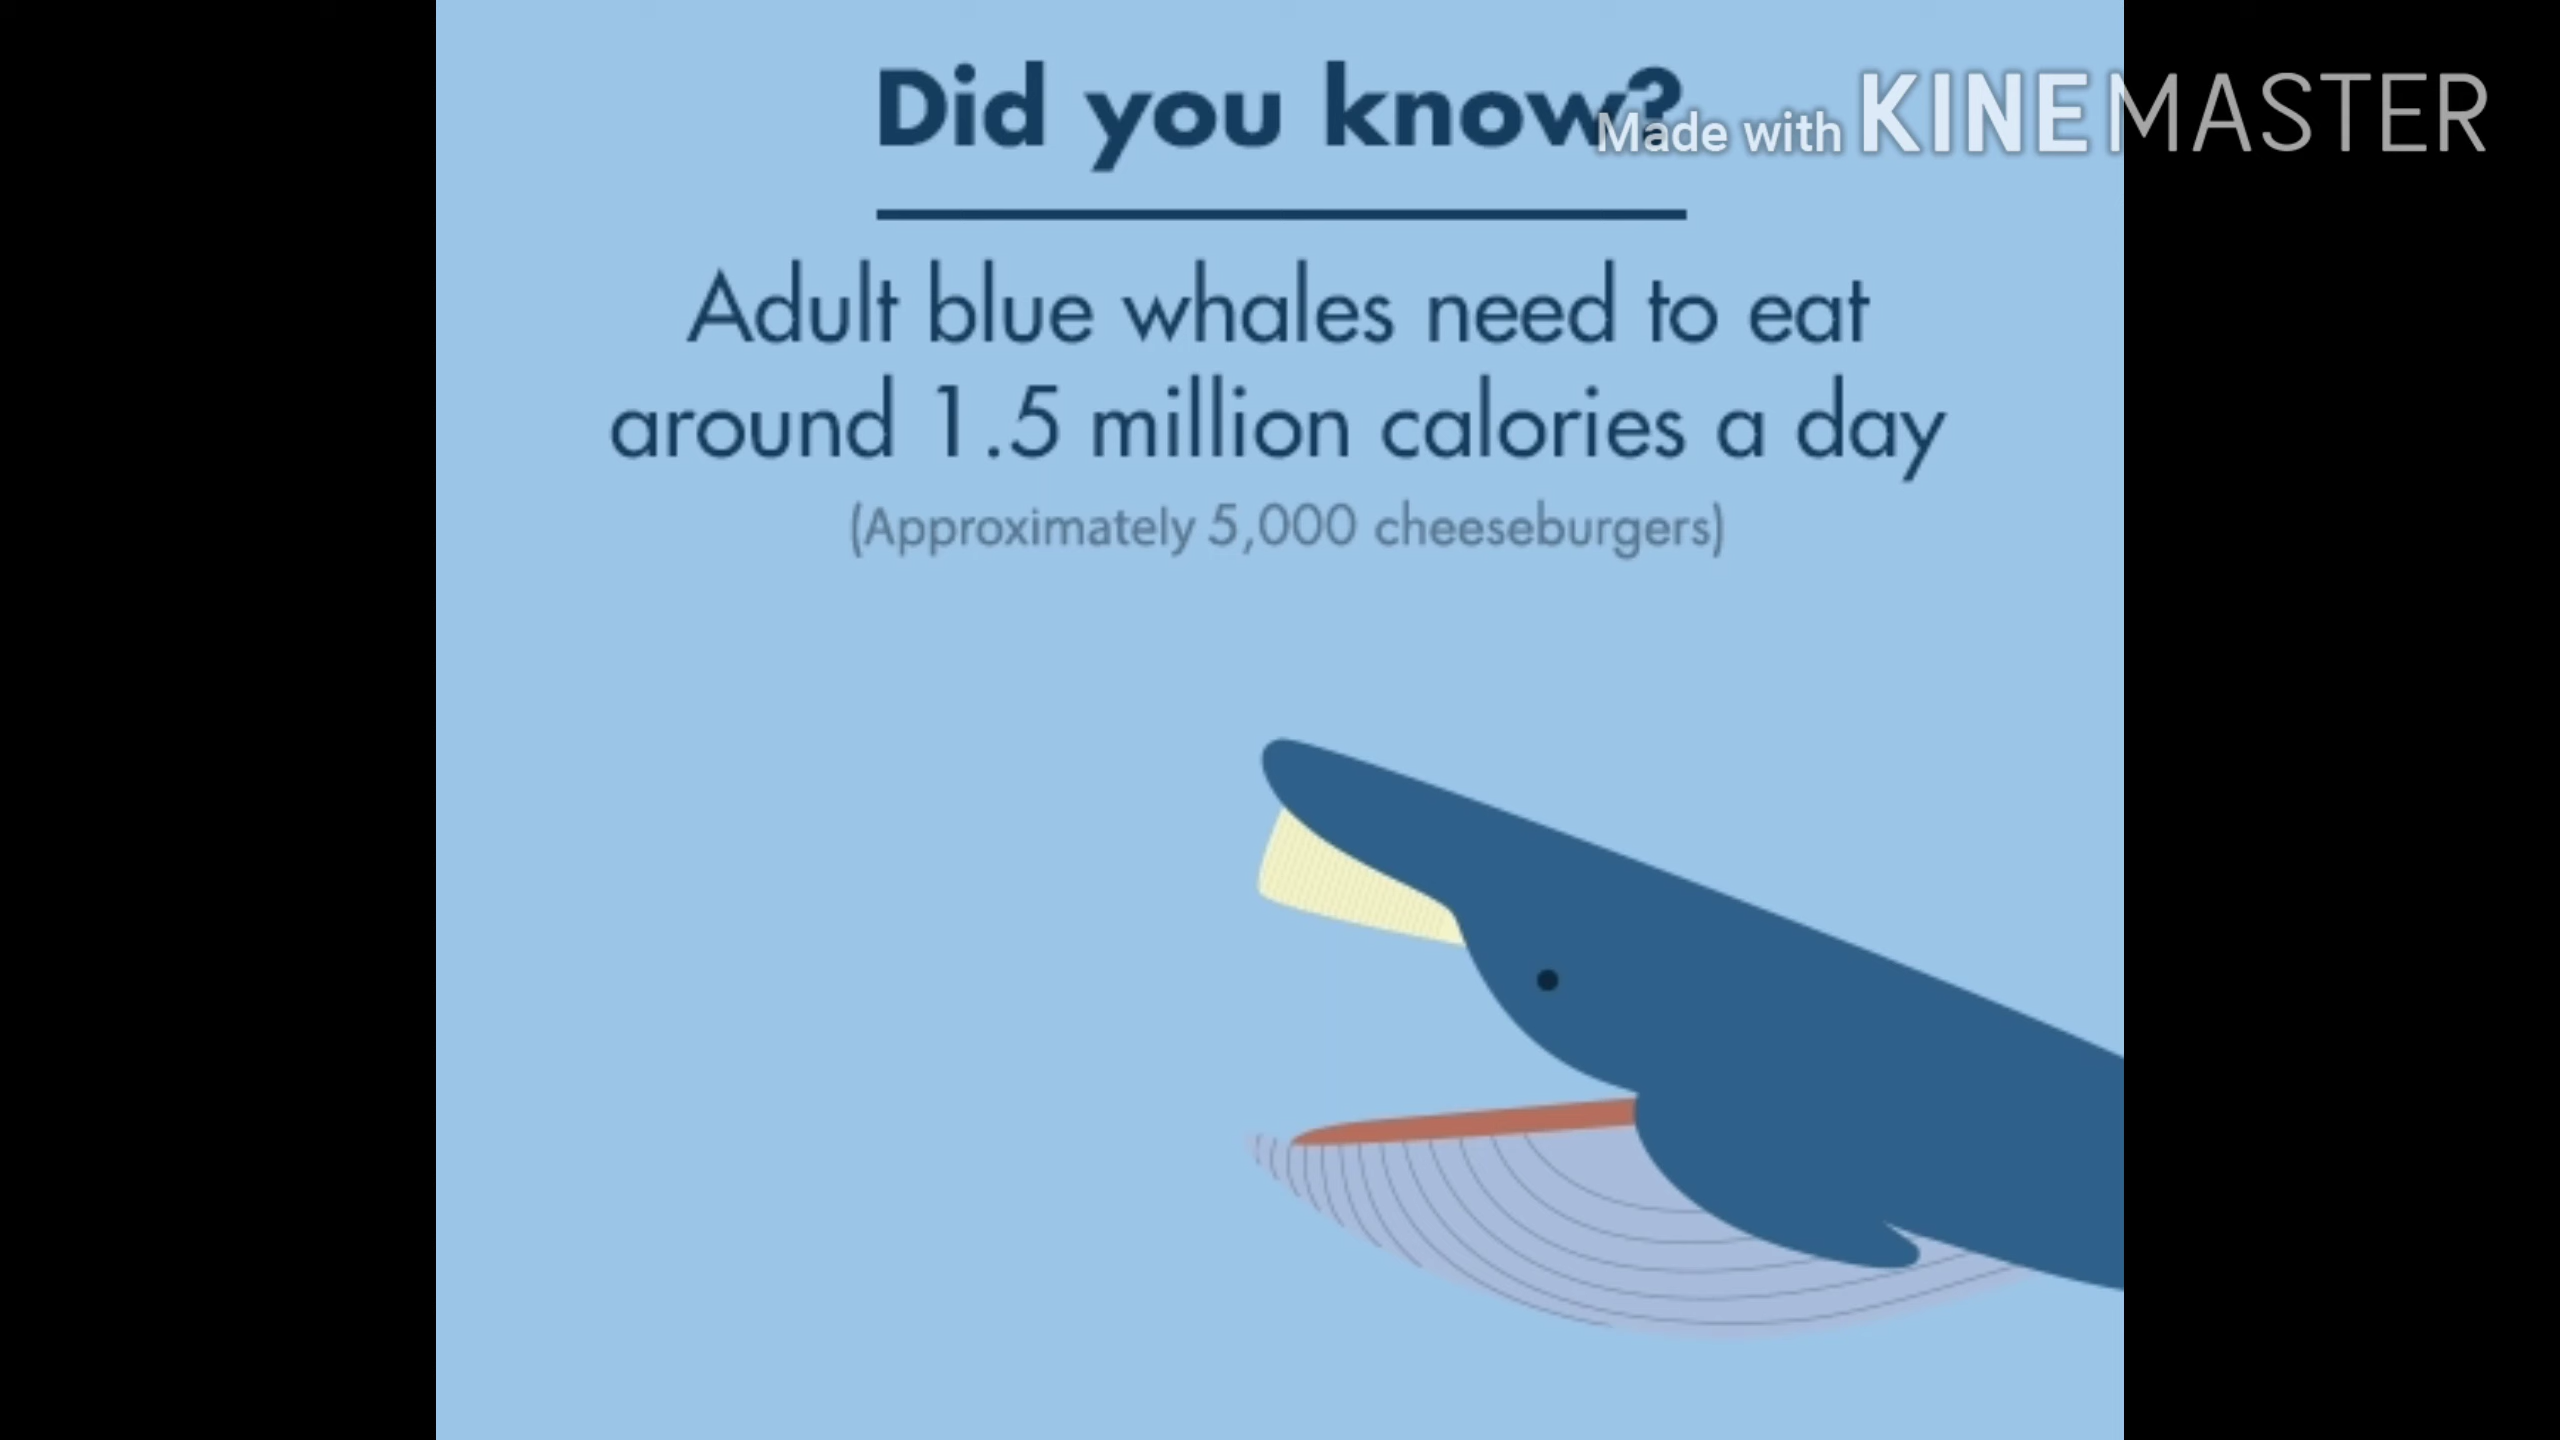 Did you know?
Made with KINEMASTER
Adult blue whales need to eat
around 1.5 million calories a day
(Approximately 5,000 cheeseburgers)